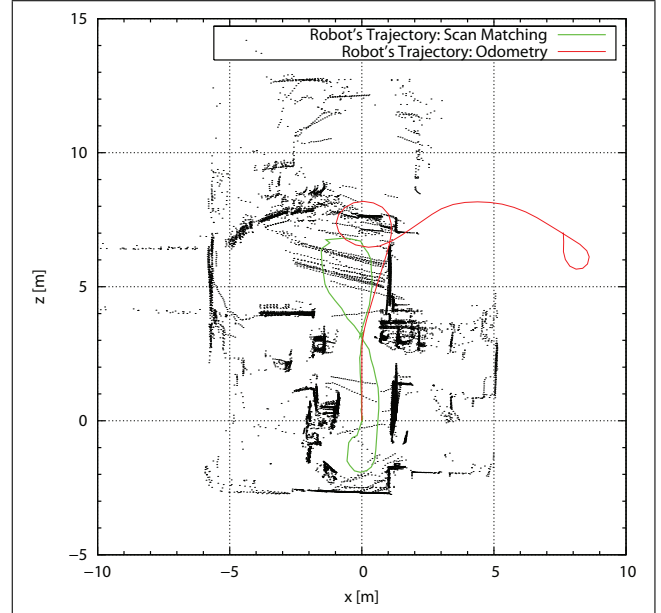 15
Robot's Trajectory: Scan Matching
Robot's Trajectory: Odometry
10
5
0
−5
−10
−5
0
5
10
z [m]
x [m]